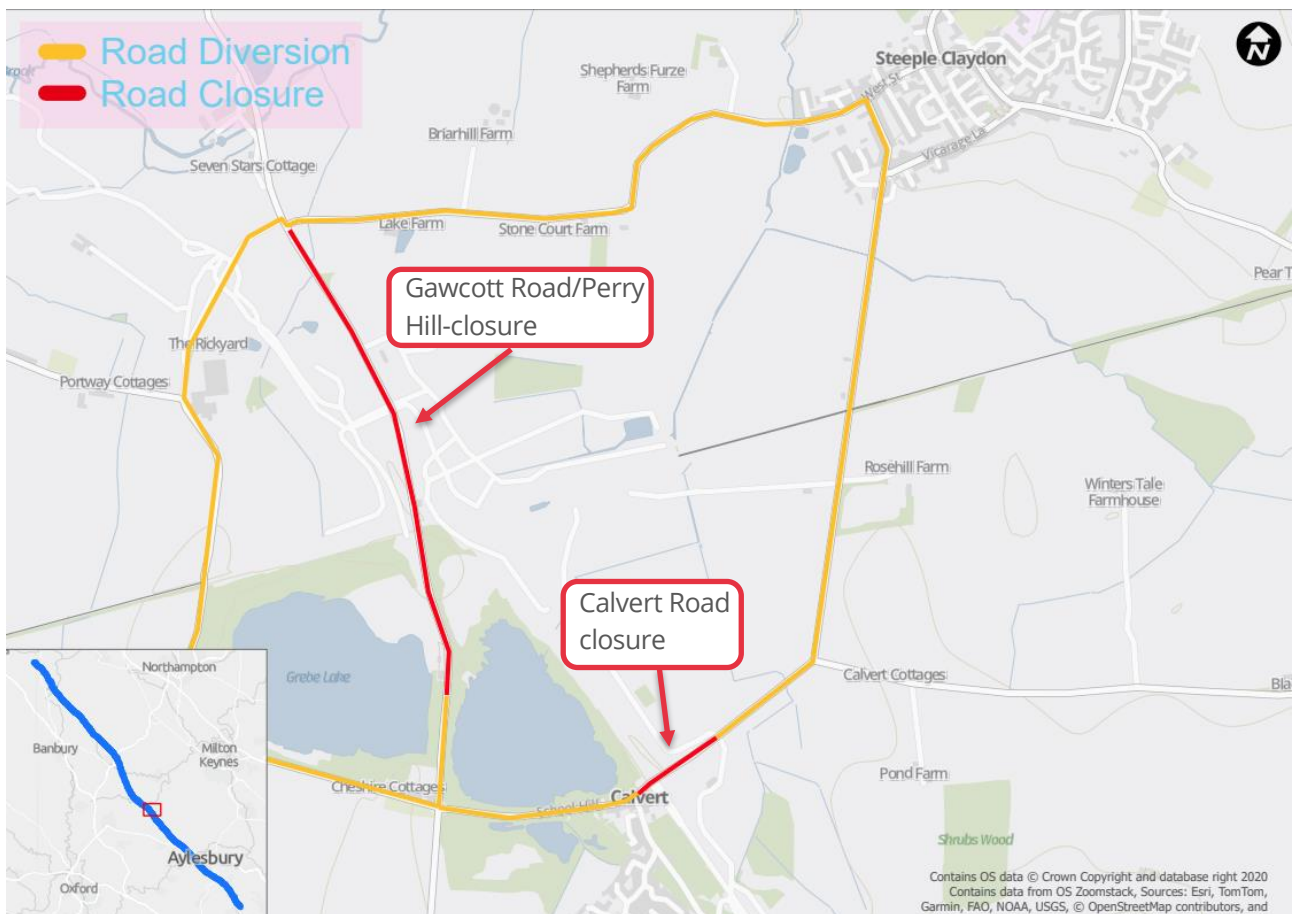 Road Diversion
Road Closure
Steeple Claydon
Shepherds Furze
Farm
West St
Briarhill Farm
Vicarage La
Seven Stars Cottage
Lake Farm
Stone Court Farm
Pear T
Gawcott Road/Perry
Hill-closure
The Rickyard
Portway Cottages
Rosehill Farm
Winters Tale
Farmhouse
Calvert Road
closure
Grebe Lake
Calvert Cottages
Bla
Northampton
Banbury
Milton
Keynes
Aylesbury
Oxford
Cheshire Cottages
School Hill
Calvert
Pond Farm
Shrubs Wood
N
Contains OS data © Crown Copyright and database right 2020
Contains data from OS Zoomstack, Sources: Esri, TomTom,
Garmin, FAO, NOAA, USGS, © OpenStreetMap contributors, and